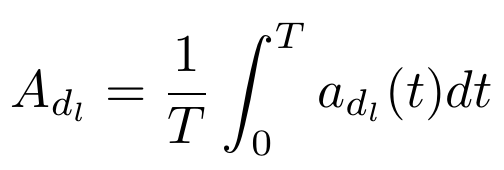 $A_{d_l} = \frac{1}{T} \int_0^T a_{d_l}(t)dt$